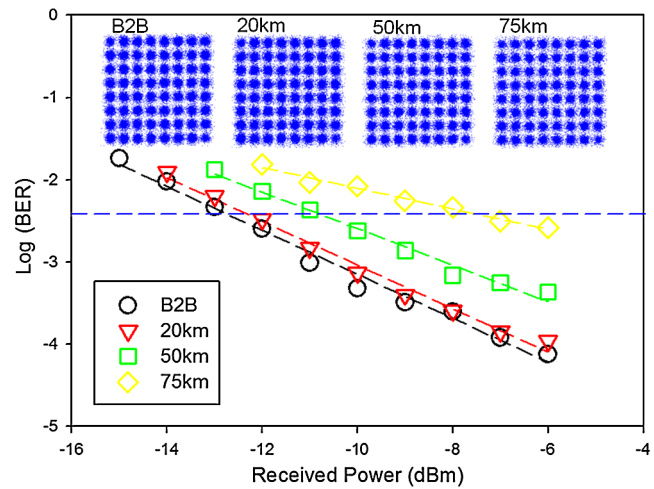 B2B 20km 50km 75km
0
-1
-2
-3
-4
-5
Log (BER)
B2B
20km
50km
75km
-16 -14 -12 -10 -8 -6 -4
Received Power (dBm)